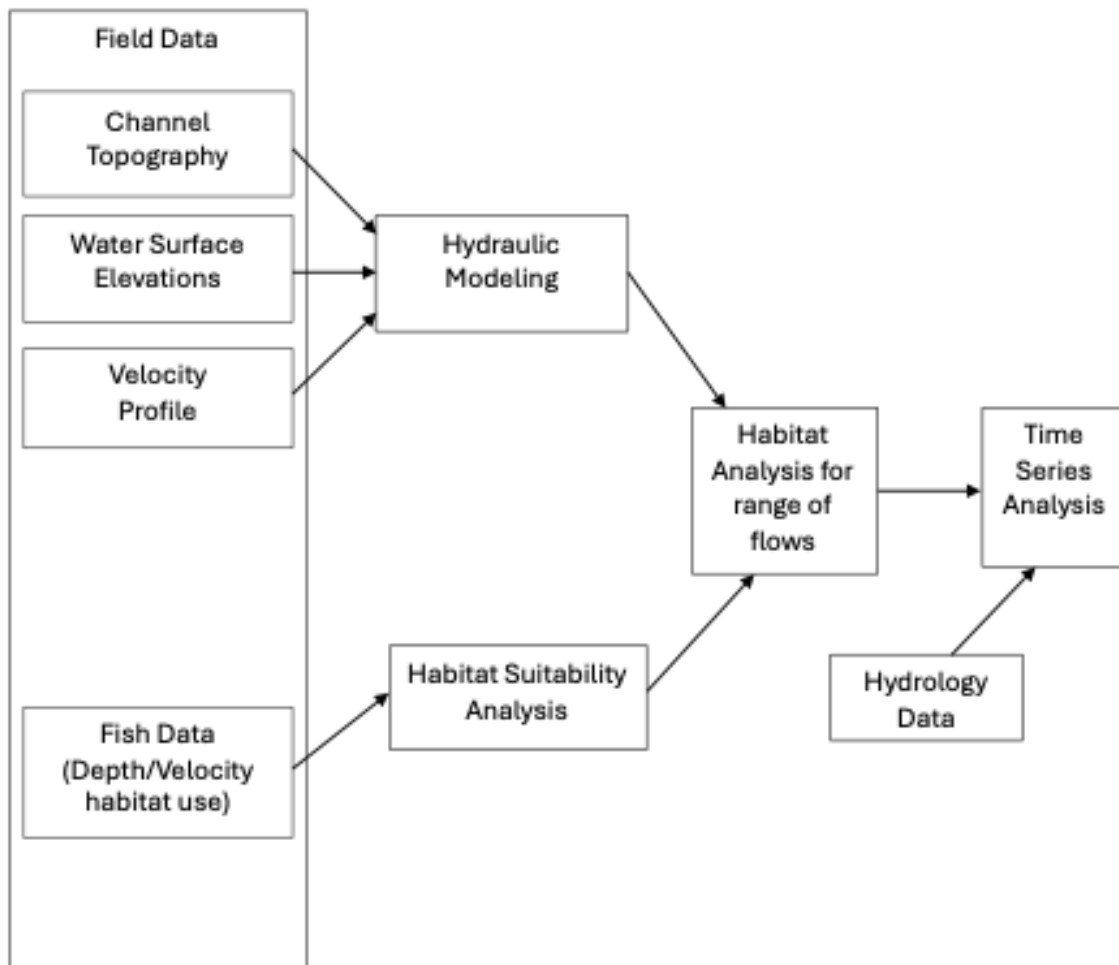 Field Data
Channel
Topography
Water Surface
Elevations
Velocity
Profile
Fish Data
(Depth/Velocity
habitat use)
Hydraulic
Modeling
Habitat Suitability
Analysis
Habitat
Analysis for
range of
flows
Time
Series
Analysis
Hydrology
Data